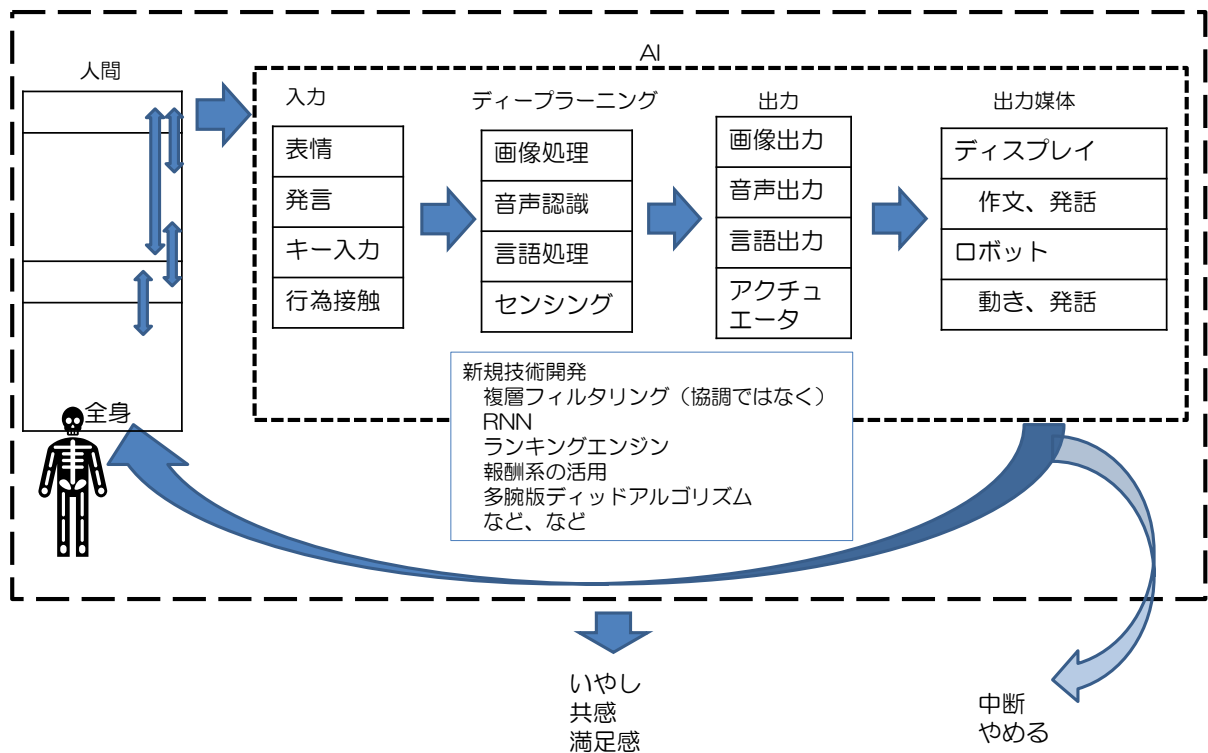 AI
人間
全身
入力
表情
発言
キー入力
行為接触
ディープラーニング
画像処理
音声認識
言語処理
センシング
出力
画像出力
音声出力
言語出力
アクチュ
エータ
出力媒体
ディスプレイ
作文、発話
ロボット
動き、発話
新規技術開発
複層フィルタリング（協調ではなく）
RNN
ランキングエンジン
報酬系の活用
多腕版ディッドアルゴリズム
など、など
いやし
共感
満足感
中断
やめる